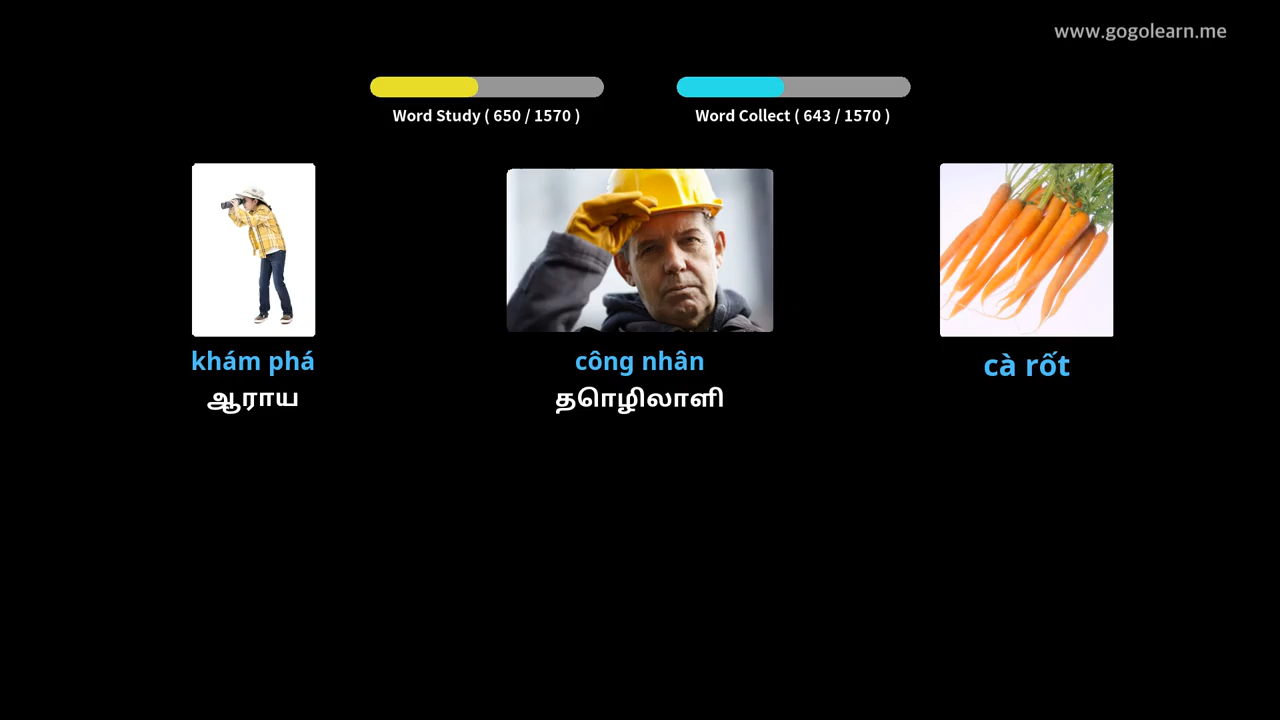 www.gogolearn.me
Word Study ( 650 / 1570 )
Word Collect ( 643 / 1570 )
khám phá
ஆராய
công nhân
தொழிலாளி
cà rốt